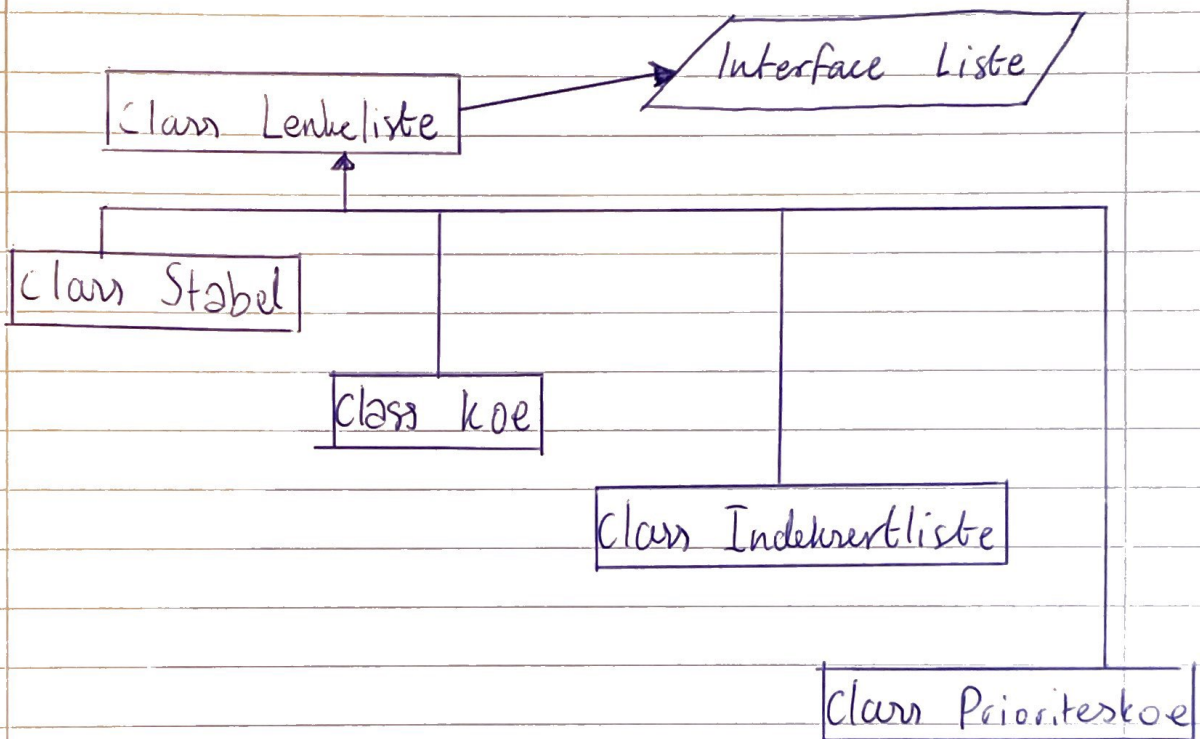 Interface Liste
Class Lenkeliste
Class Stabel
Class Koe
Class Indeksertliste
Class Prioriteskoe